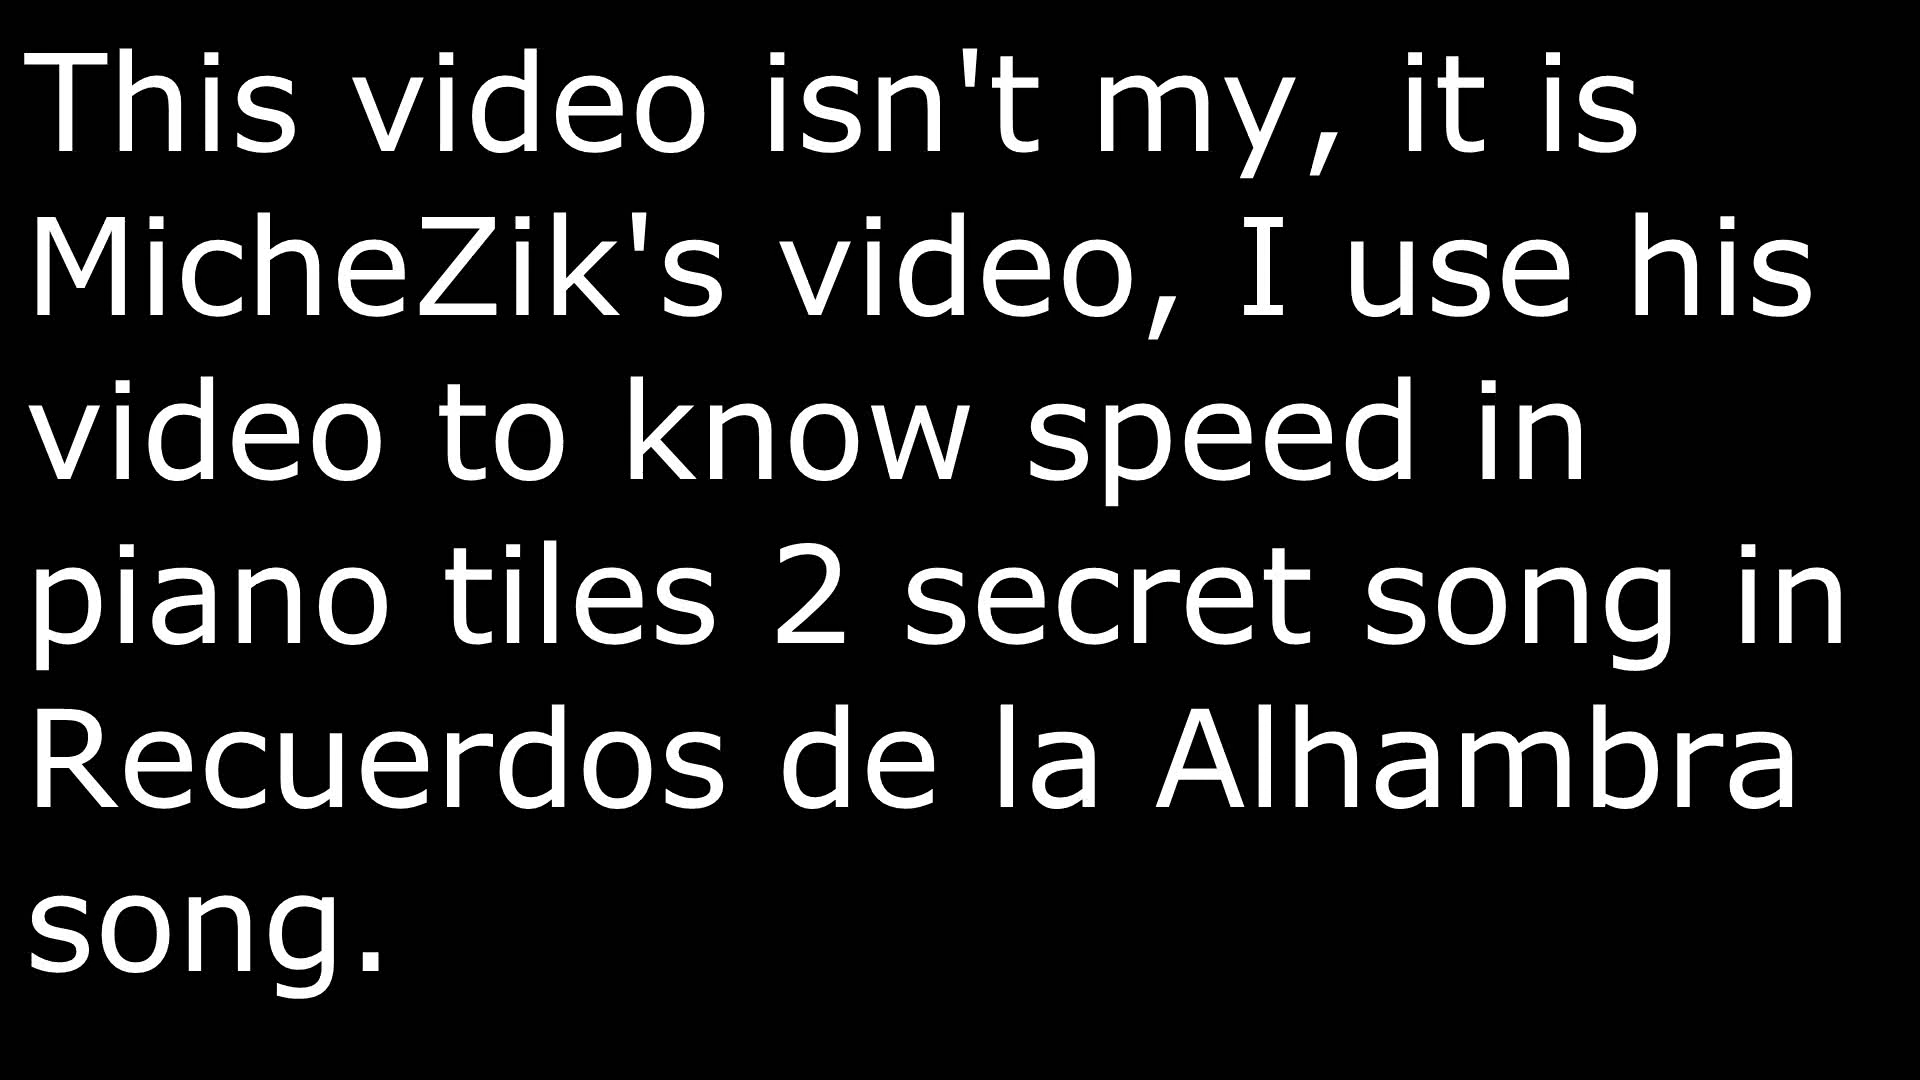 This video isn't my, it is
MicheZik's video, I use his
video to know speed in
piano tiles 2 secret song in
Recuerdos de la Alhambra
song.